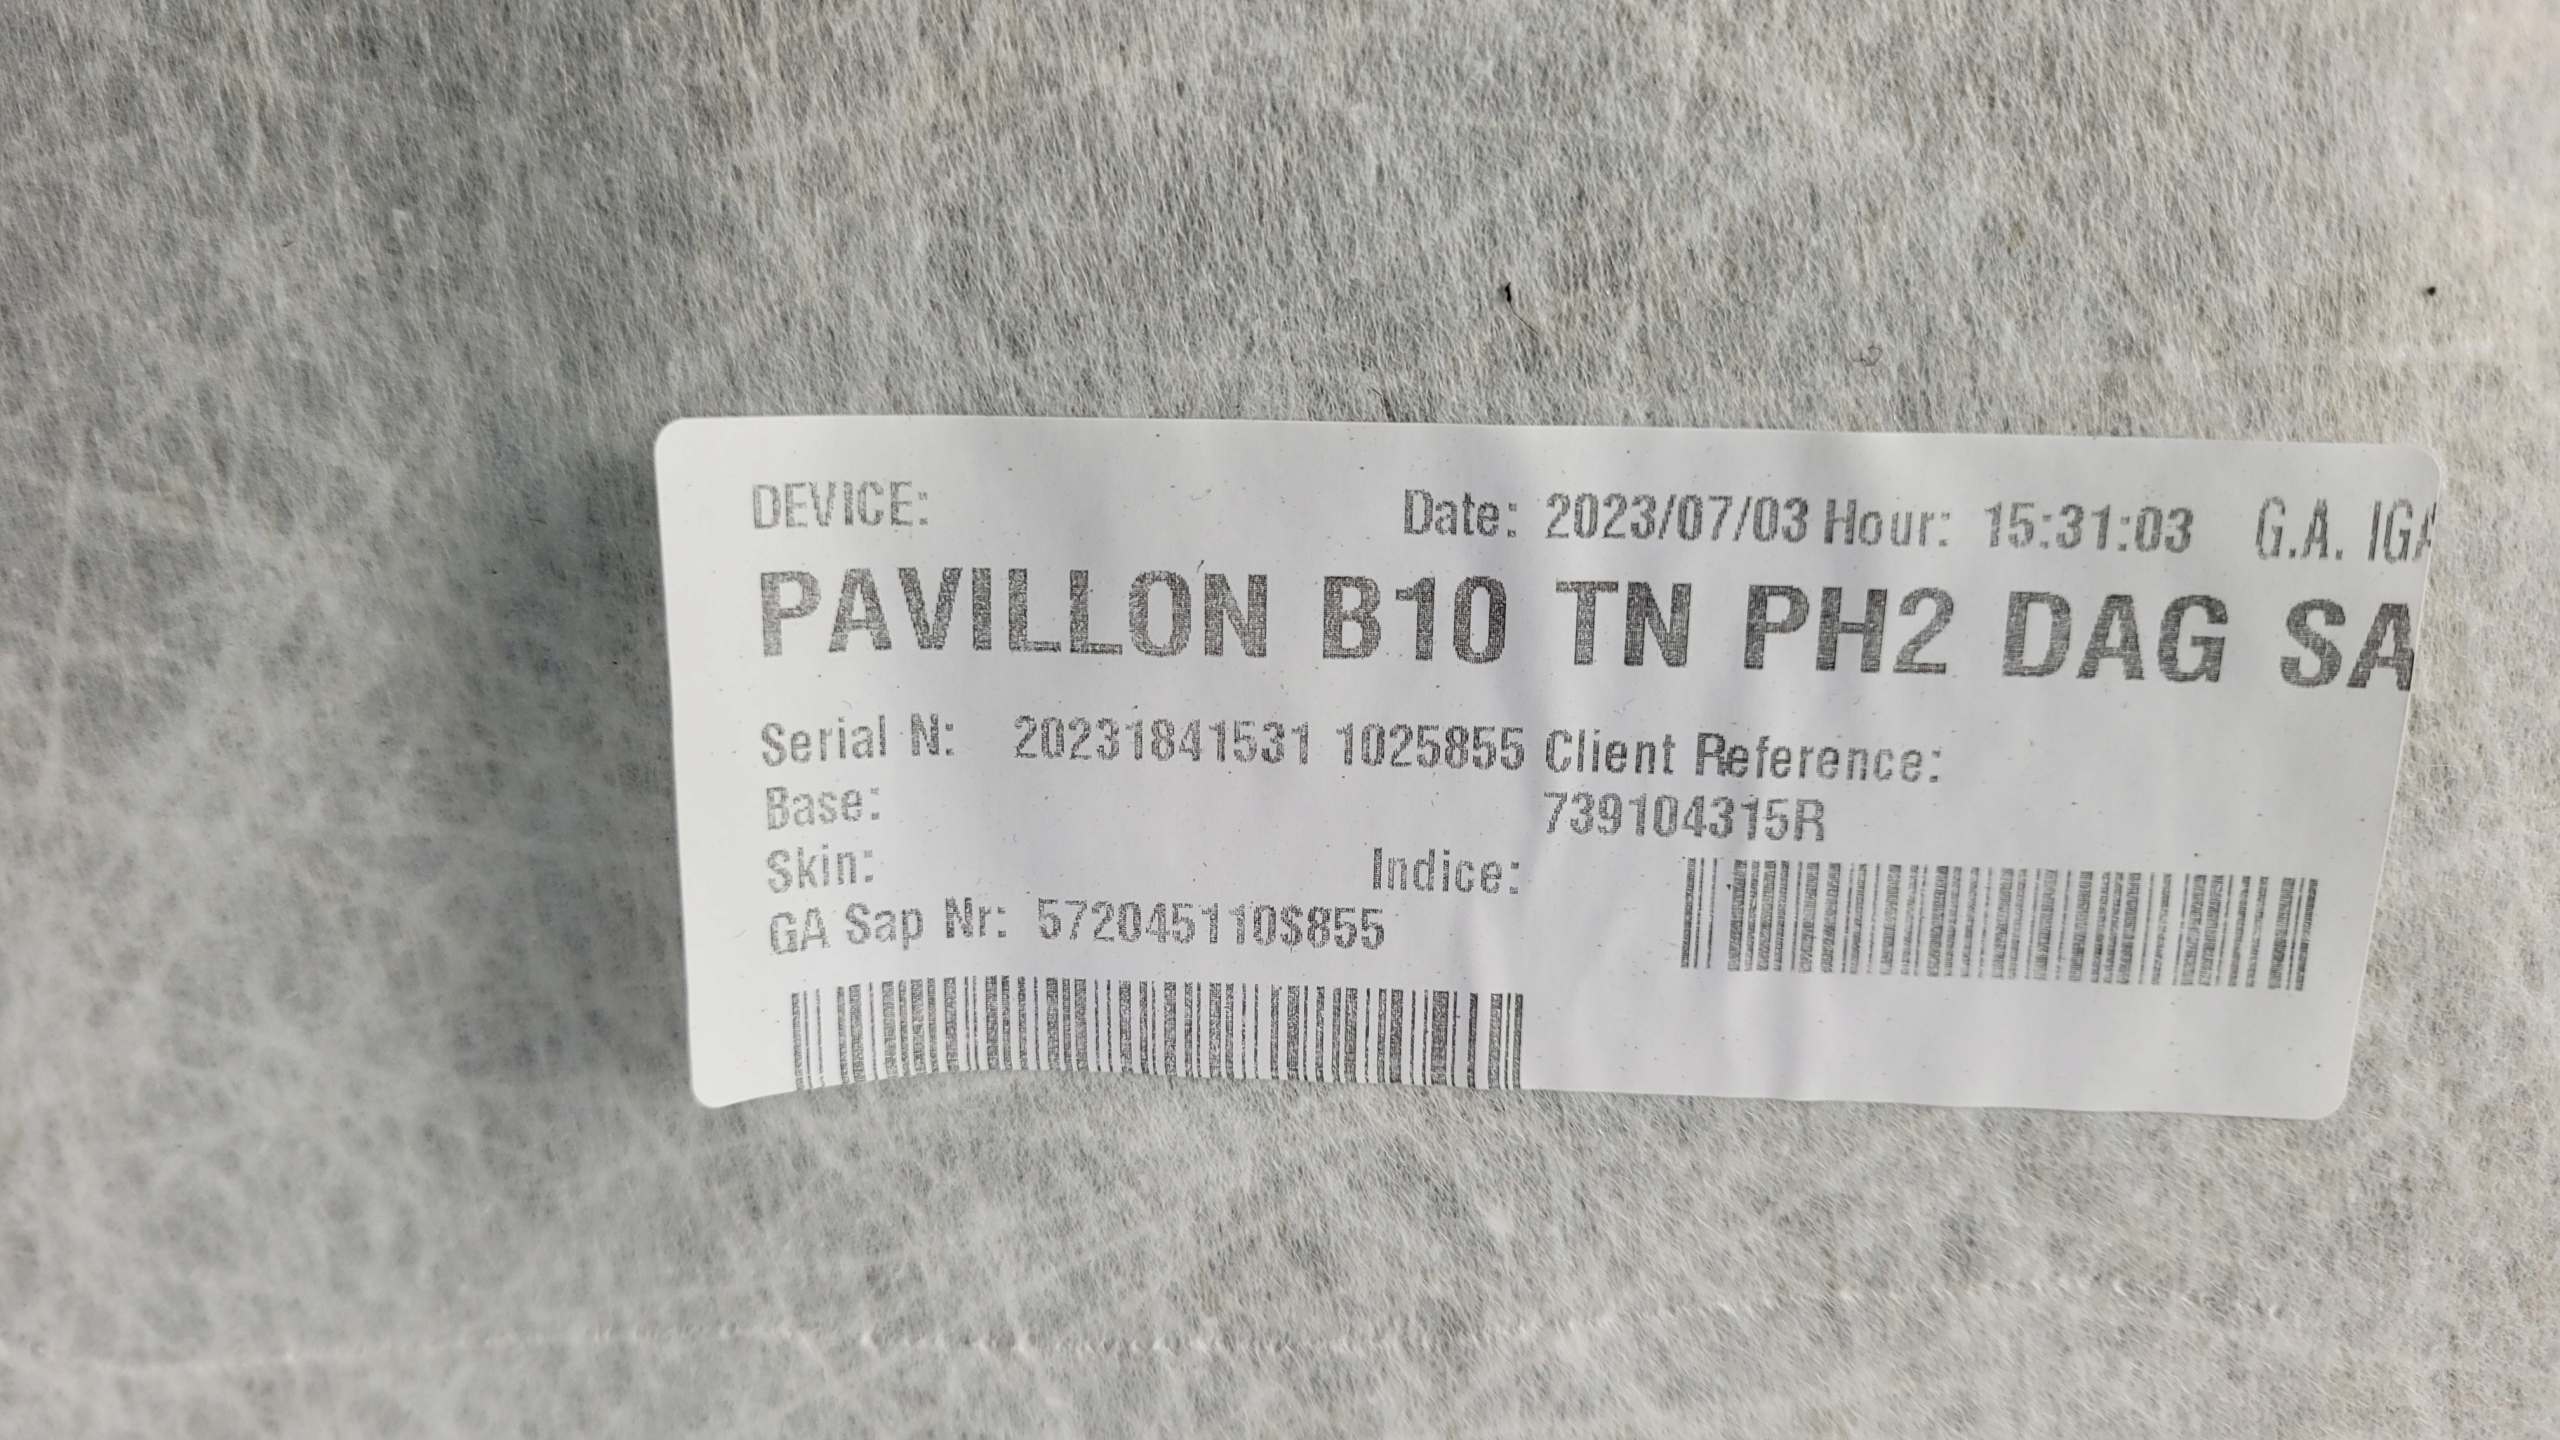 DEVICE: Date: 2023/07/03 Hour: 15:31:03 G.A. IGA
PAVILLON B10 TN PH2 DAG SA
Serial N: 20231841531 1025855 Client Reference:
Base: 739104315R
Skin: Indice:
GA Sap Nr: 572045110$855